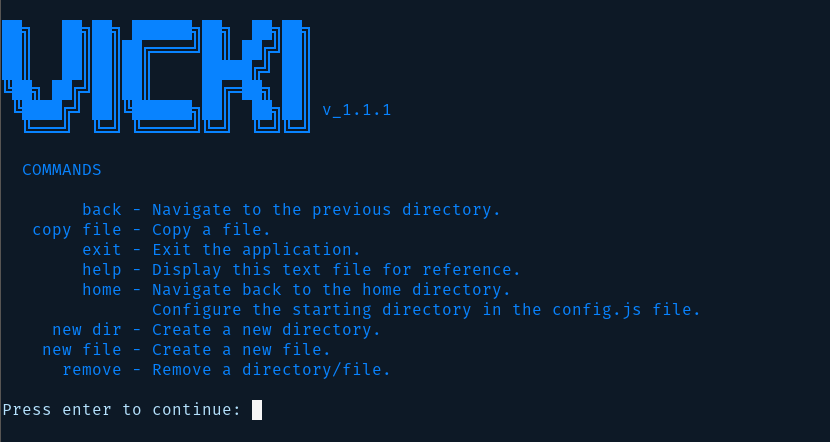 VICKI v_1.1.1
COMMANDS
back - Navigate to the previous directory.
copy file - Copy a file.
exit - Exit the application.
help - Display this text file for reference.
home - Navigate back to the home directory.
Configure the starting directory in the config.js file.
new dir - Create a new directory.
new file - Create a new file.
remove - Remove a directory/file.
Press enter to continue: